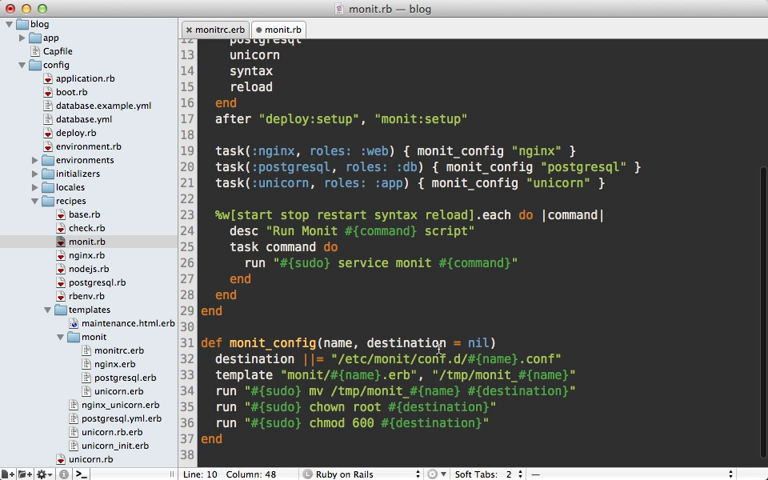 monit.rb — blog
monitrc.erb
monit.rb
blog
app
Capfile
config
application.rb
boot.rb
database.example.yml
database.yml
deploy.rb
environment.rb
environments
initializers
locales
recipes
base.rb
check.rb
monit.rb
nginx.rb
nodejs.rb
postgresql.rb
rbenv.rb
templates
maintenance.html.erb
monit
monitrc.erb
nginx.erb
postgresql.erb
unicorn.erb
nginx_unicorn.erb
postgresql.yml.erb
unicorn.rb.erb
unicorn_init.erb
unicorn.rb
12 postgresql
13 unicorn
14 syntax
15 reload
16 end
17 after "deploy:setup", "monit:setup"
18
19 task(:nginx, roles: :web) { monit_config "nginx" }
20 task(:postgresql, roles: :db) { monit_config "postgresql" }
21 task(:unicorn, roles: :app) { monit_config "unicorn" }
22
23 %w[start stop restart syntax reload].each do |command|
24 desc "Run Monit #{command} script"
25 task command do
26 run "#{sudo} service monit #{command}"
27 end
28 end
29 end
30
31 def monit_config(name, destination = nil)
32 destination ||= "/etc/monit/conf.d/#{name}.conf"
33 template "monit/#{name}.erb", "/tmp/monit_#{name}"
34 run "#{sudo} mv /tmp/monit_#{name} #{destination}"
35 run "#{sudo} chown root #{destination}"
36 run "#{sudo} chmod 600 #{destination}"
37 end
38
Line: 10 Column: 48 Ruby on Rails Soft Tabs: 2 —